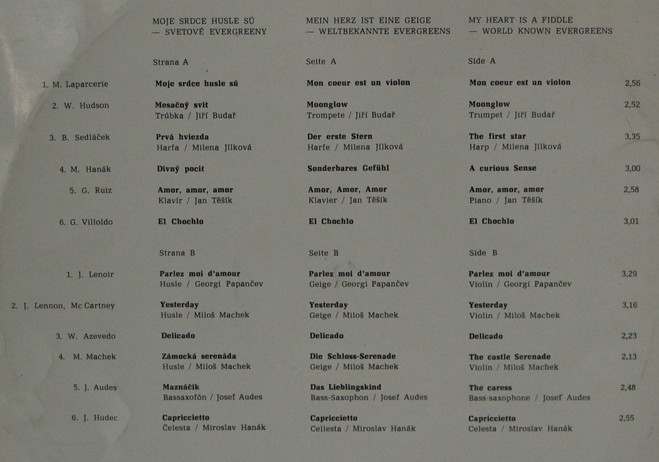 MOJE SRDCE HUSLE SÚ MEIN HERZ IST EINE GEIGE MY HEART IS A FIDDLE
— SVETOVÉ EVERGREENY — WELTBEKANNTE EVERGREENS — WORLD KNOWN EVERGREENS
Strana A Seite A Side A
1. M. Laparcerie Moje srdce husle sú Mon coeur est un violon Mon coeur est un violon 2,56
2. W. Hudson Mesačný svit Moonglow Moonglow 2,52
Trúbka / Jiří Budař Trompete / Jiří Budař Trumpet / Jiří Budař
3. B. Sedláček Prvá hviezda Der erste Stern The first star 3,35
Harfa / Milena Jílková Harfe / Milena Jílková Harp / Milena Jílková
4. M. Hanák Divný pocit Sonderbares Gefühl A curious Sense 3,00
5. G. Ruiz Amor, amor, amor Amor, Amor, Amor Amor, amor, amor 2,58
Klavír / Jan Těšík Klavier / Jan Těšík Piano / Jan Těšík
6. G. Villoldo El Chochlo El Chochlo El Chochlo 3,01
Strana B Seite B Side B
1. J. Lenoir Parlez moi d'amour Parlez moi d'amour Parlez moi d'amour 3,29
Husle / Georgi Papančev Geige / Georgi Papančev Violin / Georgi Papančev
2. J. Lennon, Mc Cartney Yesterday Yesterday Yesterday 3,16
Husle / Miloš Machek Geige / Miloš Machek Violin / Miloš Machek
3. W. Azevedo Delicado Delicado Delicado 2,23
4. M. Machek Zámocká serenáda Die Schloss-Serenade The castle Serenade 2,13
Husle / Miloš Machek Geige / Miloš Machek Violin / Miloš Machek
5. J. Audes Maznáčik Das Lieblingskind The caress 2,48
Bassaxofón / Josef Audes Bass-Saxophon / Josef Audes Bass-saxophone / Josef Audes
6. J. Hudec Capriccietto Capriccietto Capriccietto 2,55
Čelesta / Miroslav Hanák Cellesta / Miroslav Hanák Celesta / Miroslav Hanák